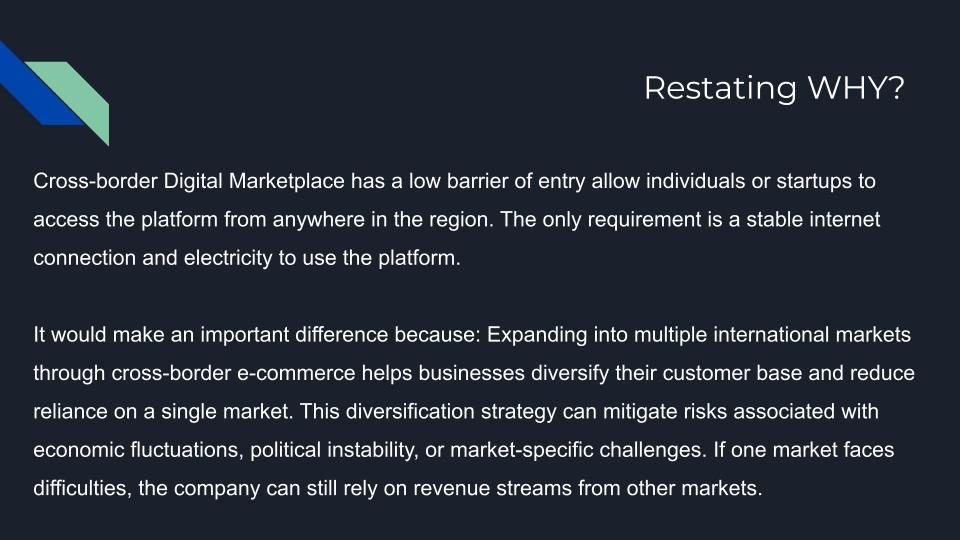 Restating WHY?
Cross-border Digital Marketplace has a low barrier of entry allow individuals or startups to
access the platform from anywhere in the region. The only requirement is a stable internet
connection and electricity to use the platform.
It would make an important difference because: Expanding into multiple international markets
through cross-border e-commerce helps businesses diversify their customer base and reduce
reliance on a single market. This diversification strategy can mitigate risks associated with
economic fluctuations, political instability, or market-specific challenges. If one market faces
difficulties, the company can still rely on revenue streams from other markets.